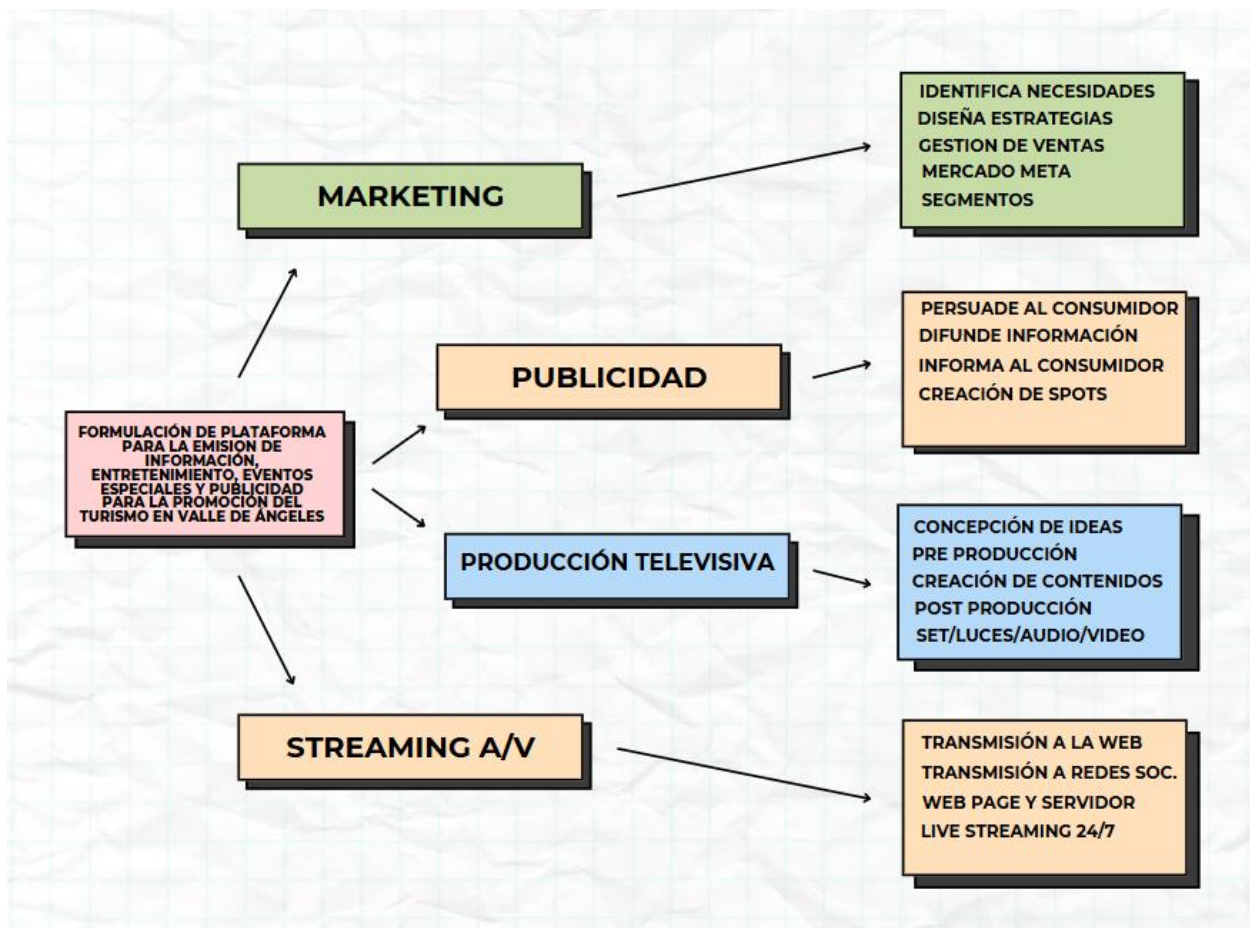 MARKETING
IDENTIFICA NECESIDADES
DISEÑA ESTRATEGIAS
GESTION DE VENTAS
MERCADO META
SEGMENTOS
PUBLICIDAD
PERSUADE AL CONSUMIDOR
DIFUNDE INFORMACIÓN
INFORMA AL CONSUMIDOR
CREACIÓN DE SPOTS
FORMULACIÓN DE PLATAFORMA
PARA LA EMISION DE
INFORMACIÓN,
ENTRETENIMIENTO, EVENTOS
ESPECIALES Y PUBLICIDAD
PARA LA PROMOCIÓN DEL
TURISMO EN VALLE DE ÁNGELES
PRODUCCIÓN TELEVISIVA
CONCEPCIÓN DE IDEAS
PRE PRODUCCIÓN
CREACIÓN DE CONTENIDOS
POST PRODUCCIÓN
SET/LUCES/AUDIO/VIDEO
STREAMING A/V
TRANSMISIÓN A LA WEB
TRANSMISIÓN A REDES SOC.
WEB PAGE Y SERVIDOR
LIVE STREAMING 24/7